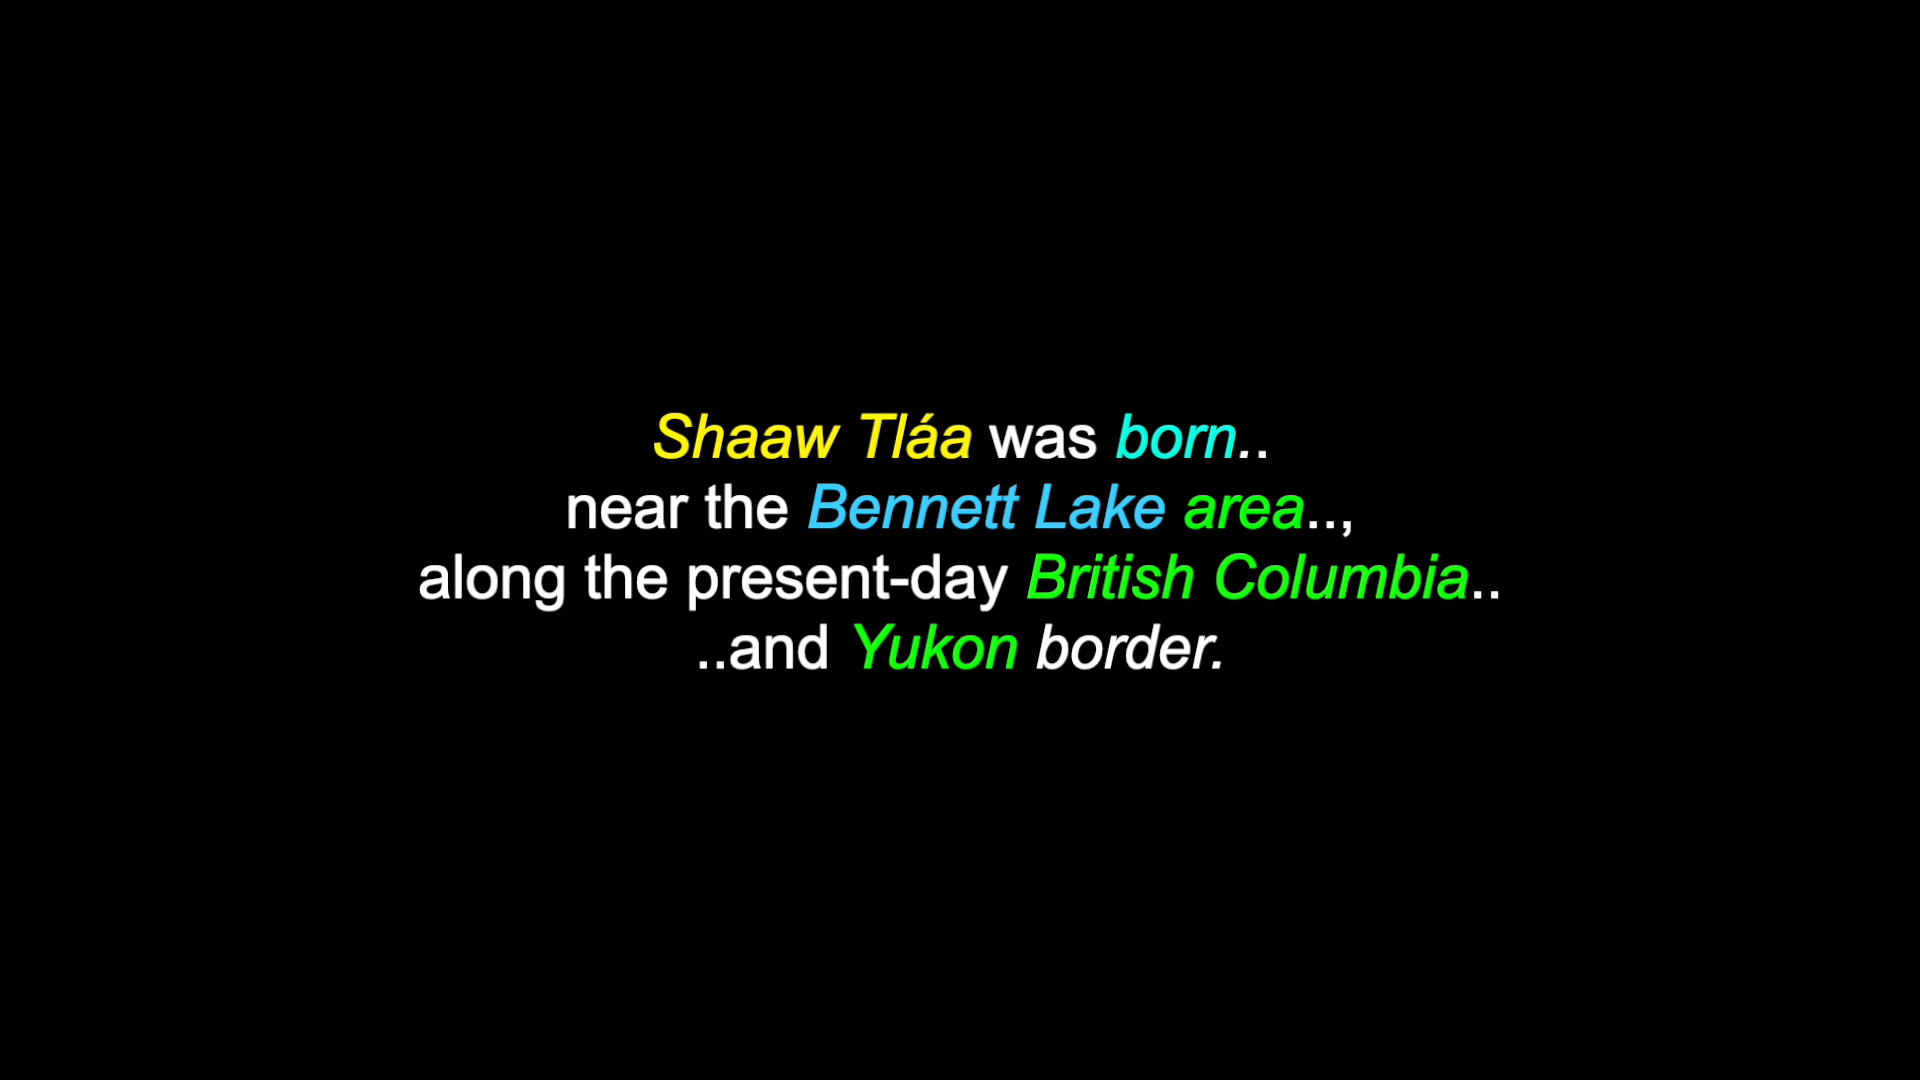 Shaaw Tláa was born..
near the Bennett Lake area..,
along the present-day British Columbia..
..and Yukon border.